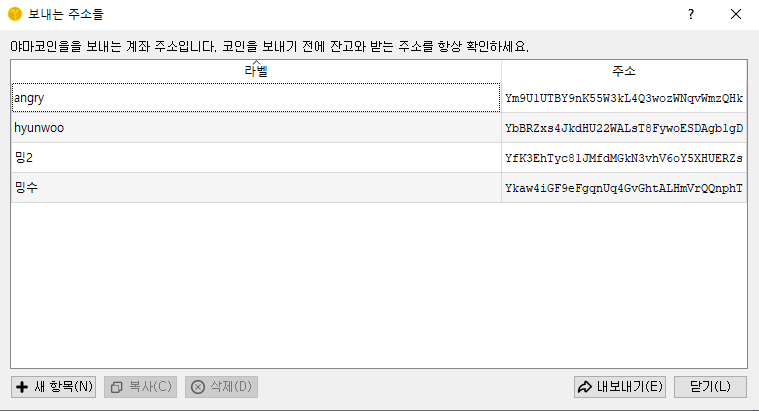 보내는 주소들
야마코인을을 보내는 계좌 주소입니다. 코인을 보내기 전에 잔고와 받는 주소를 항상 확인하세요.
라벨 주소
angry Ym9U1UTBY9nK55W3kL4Q3wozWNqvWmzQHk
hyunwoo YbBRZxs4JkdHU22WALsT8FywoESDAgblgD
밍2 YfK3EhTyc81JMfdMGkN3vhV6oY5XHUERZs
밍수 Ykaw4iGF9eFgqnUq4GvGhtALHmVrQQnphT
새 항목(N) 복사(C) 삭제(D) 내보내기(E) 닫기(L)